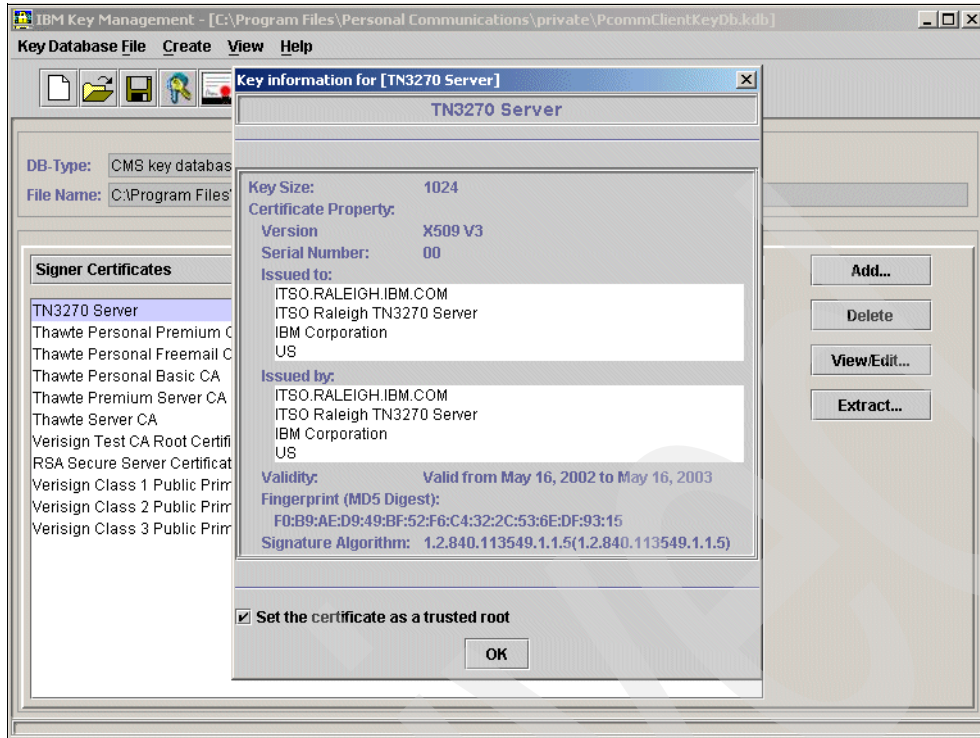 IBM Key Management - [C:\Program Files\Personal Communications\private\PcommClientKeyDb.kdb]
Key Database File Create View Help
Key information for [TN3270 Server]
TN3270 Server
DB-Type: CMS key databas
File Name: C:\Program Files\
Key Size: 1024
Certificate Property:
Version X509 V3
Serial Number: 00
Issued to:
ITSO.RALEIGH.IBM.COM
ITSO Raleigh TN3270 Server
IBM Corporation
US
Issued by:
ITSO.RALEIGH.IBM.COM
ITSO Raleigh TN3270 Server
IBM Corporation
US
Validity: Valid from May 16, 2002 to May 16, 2003
Fingerprint (MD5 Digest):
F0:B9:AE:D9:49:BF:52:F6:C4:32:2C:53:6E:DF:93:15
Signature Algorithm: 1.2.840.113549.1.1.5(1.2.840.113549.1.1.5)
Set the certificate as a trusted root
OK
Signer Certificates
TN3270 Server
Thawte Personal Premium C
Thawte Personal Freemail C
Thawte Personal Basic CA
Thawte Premium Server CA
Thawte Server CA
Verisign Test CA Root Certifi
RSA Secure Server Certificat
Verisign Class 1 Public Prim
Verisign Class 2 Public Prim
Verisign Class 3 Public Prim
Add...
Delete
View/Edit...
Extract...